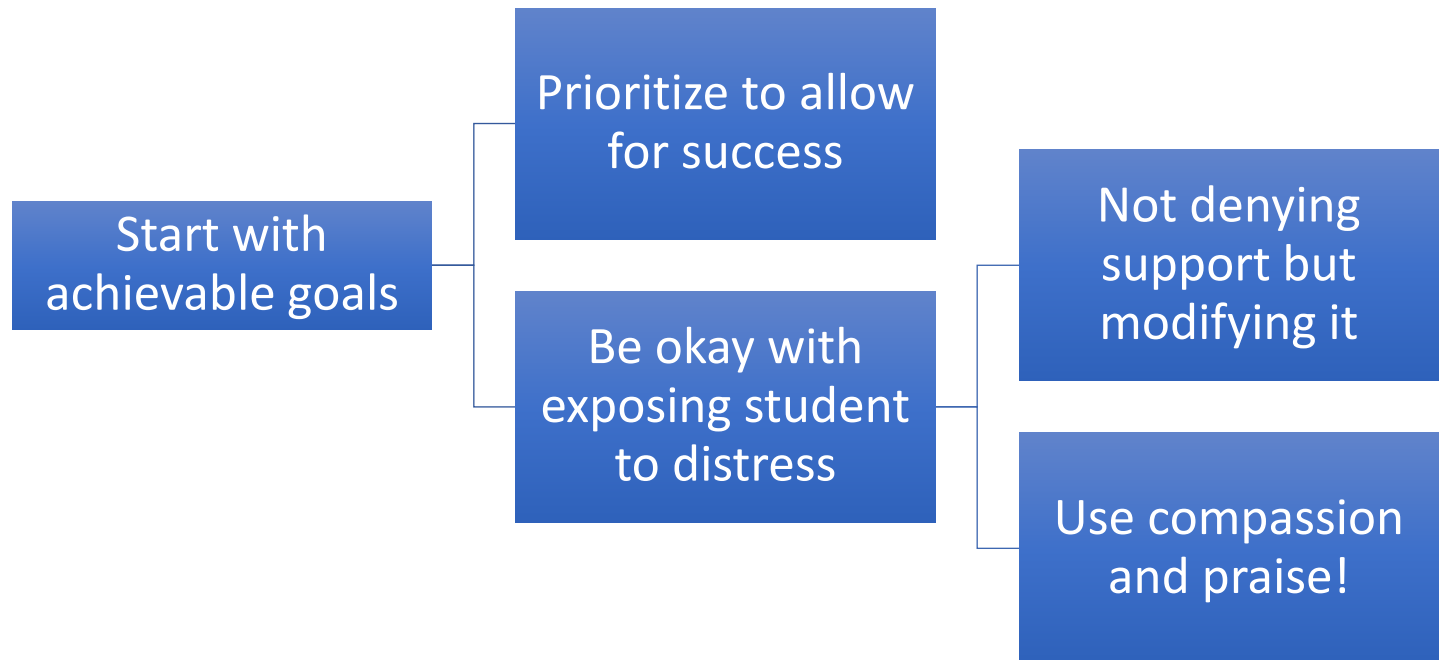 Start with
achievable goals
Prioritize to allow
for success
Be okay with
exposing student
to distress
Not denying
support but
modifying it
Use compassion
and praise!